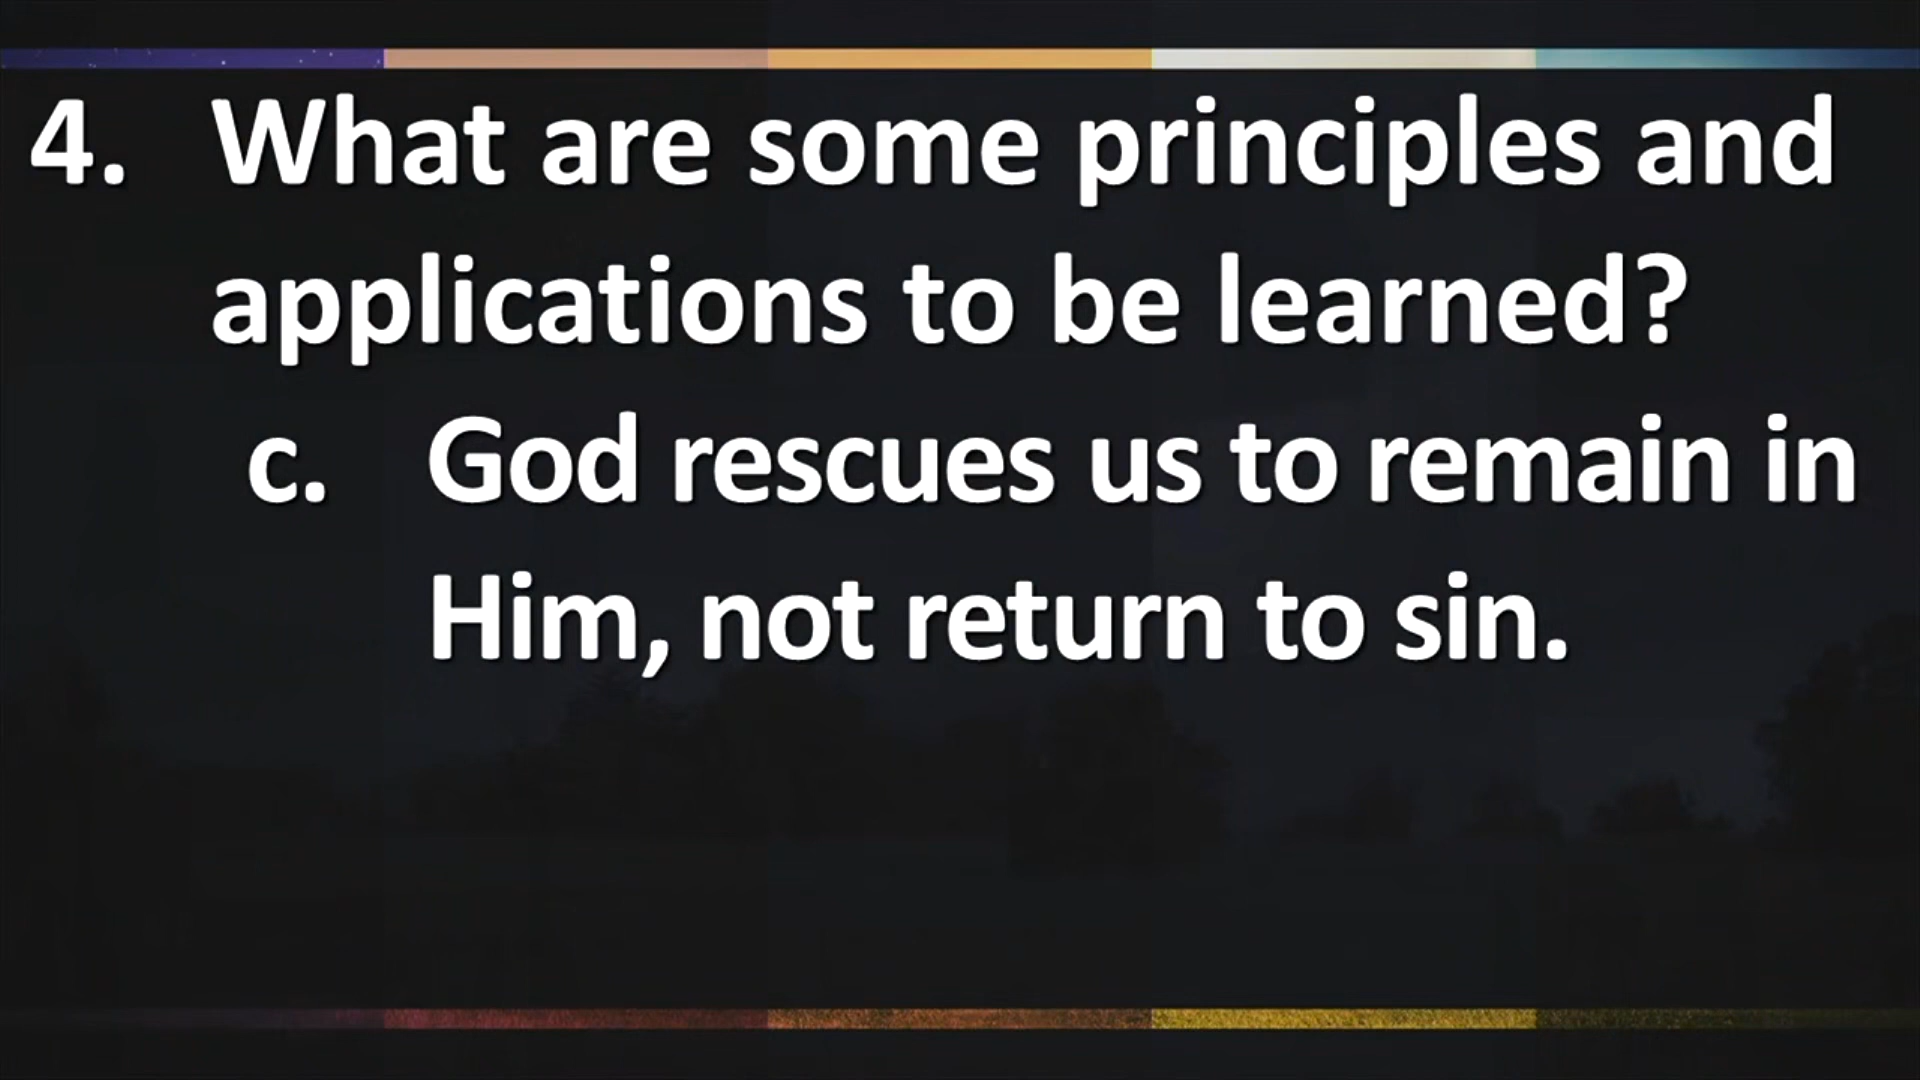 4. What are some principles and
applications to be learned?
c. God rescues us to remain in
Him, not return to sin.